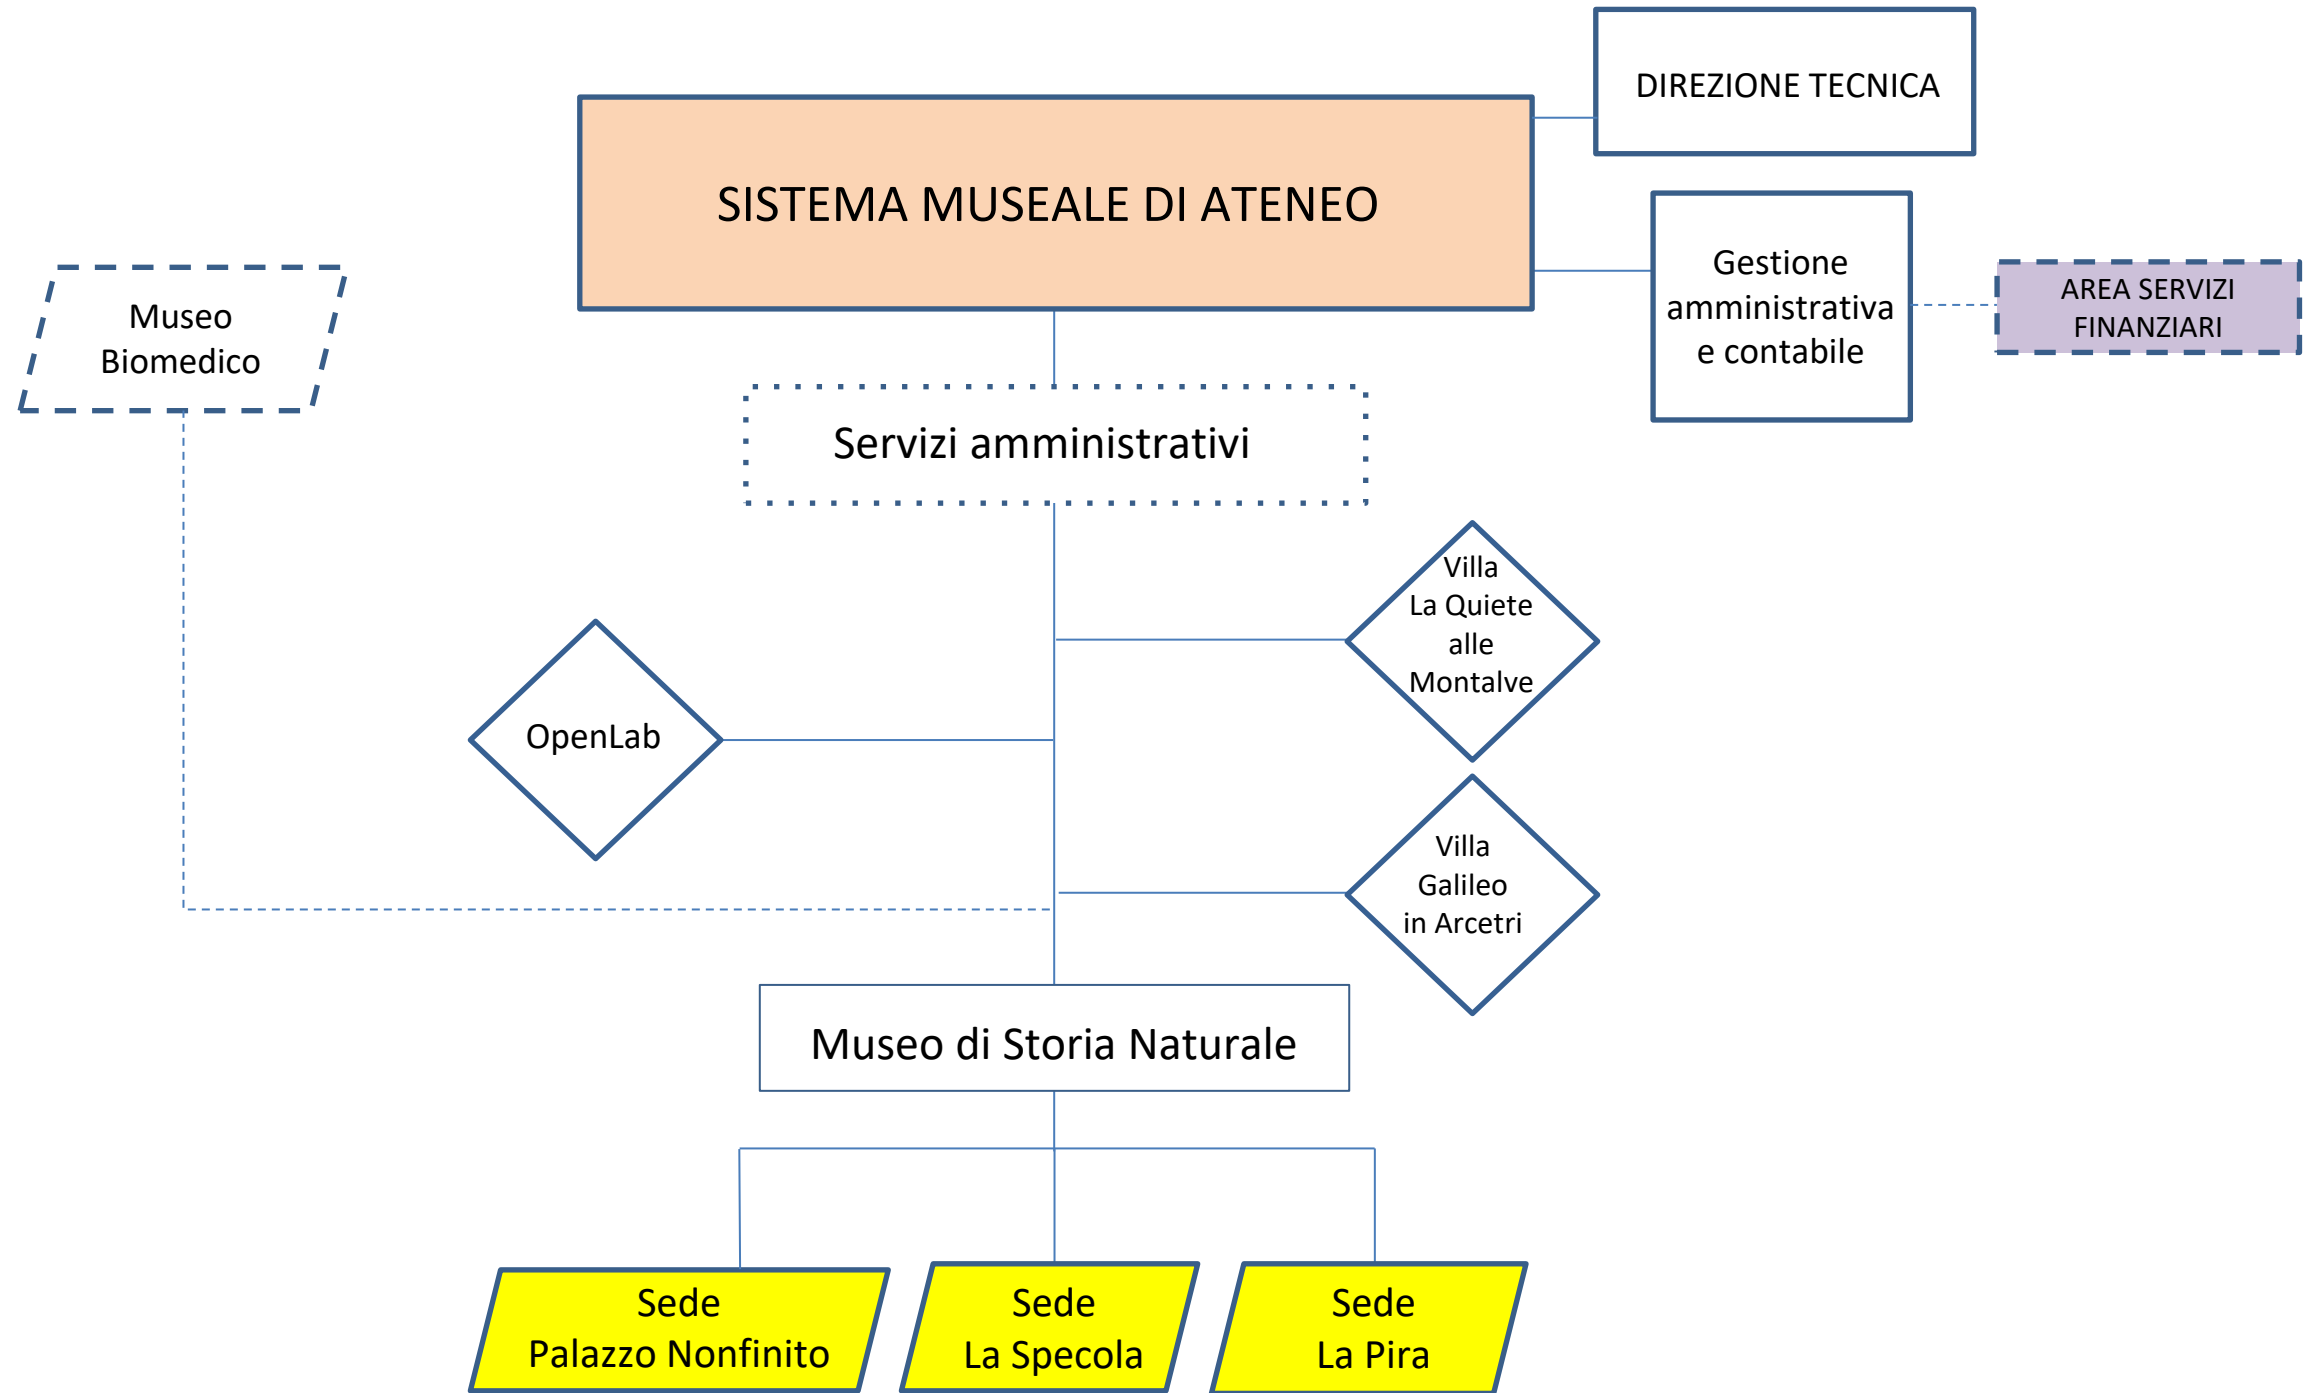 DIREZIONE TECNICA
SISTEMA MUSEALE DI ATENEO
Gestione
amministrativa
e contabile
AREA SERVIZI
FINANZIARI
Museo
Biomedico
Servizi amministrativi
Villa
La Quiete
alle
Montalve
OpenLab
Villa
Galileo
in Arcetri
Museo di Storia Naturale
Sede
Palazzo Nonfinito
Sede
La Specola
Sede
La Pira